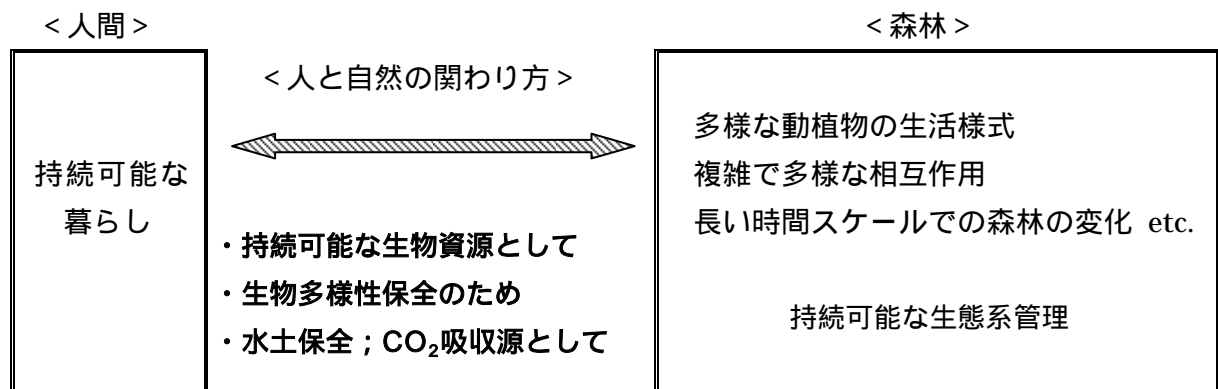 <人間>
持続可能な
暮らし
<人と自然の関わり方>
・持続可能な生物資源として
・生物多様性保全のため
・水土保全;CO₂吸収源として
<森林>
多様な動植物の生活様式
複雑で多様な相互作用
長い時間スケールでの森林の変化 etc.
持続可能な生態系管理